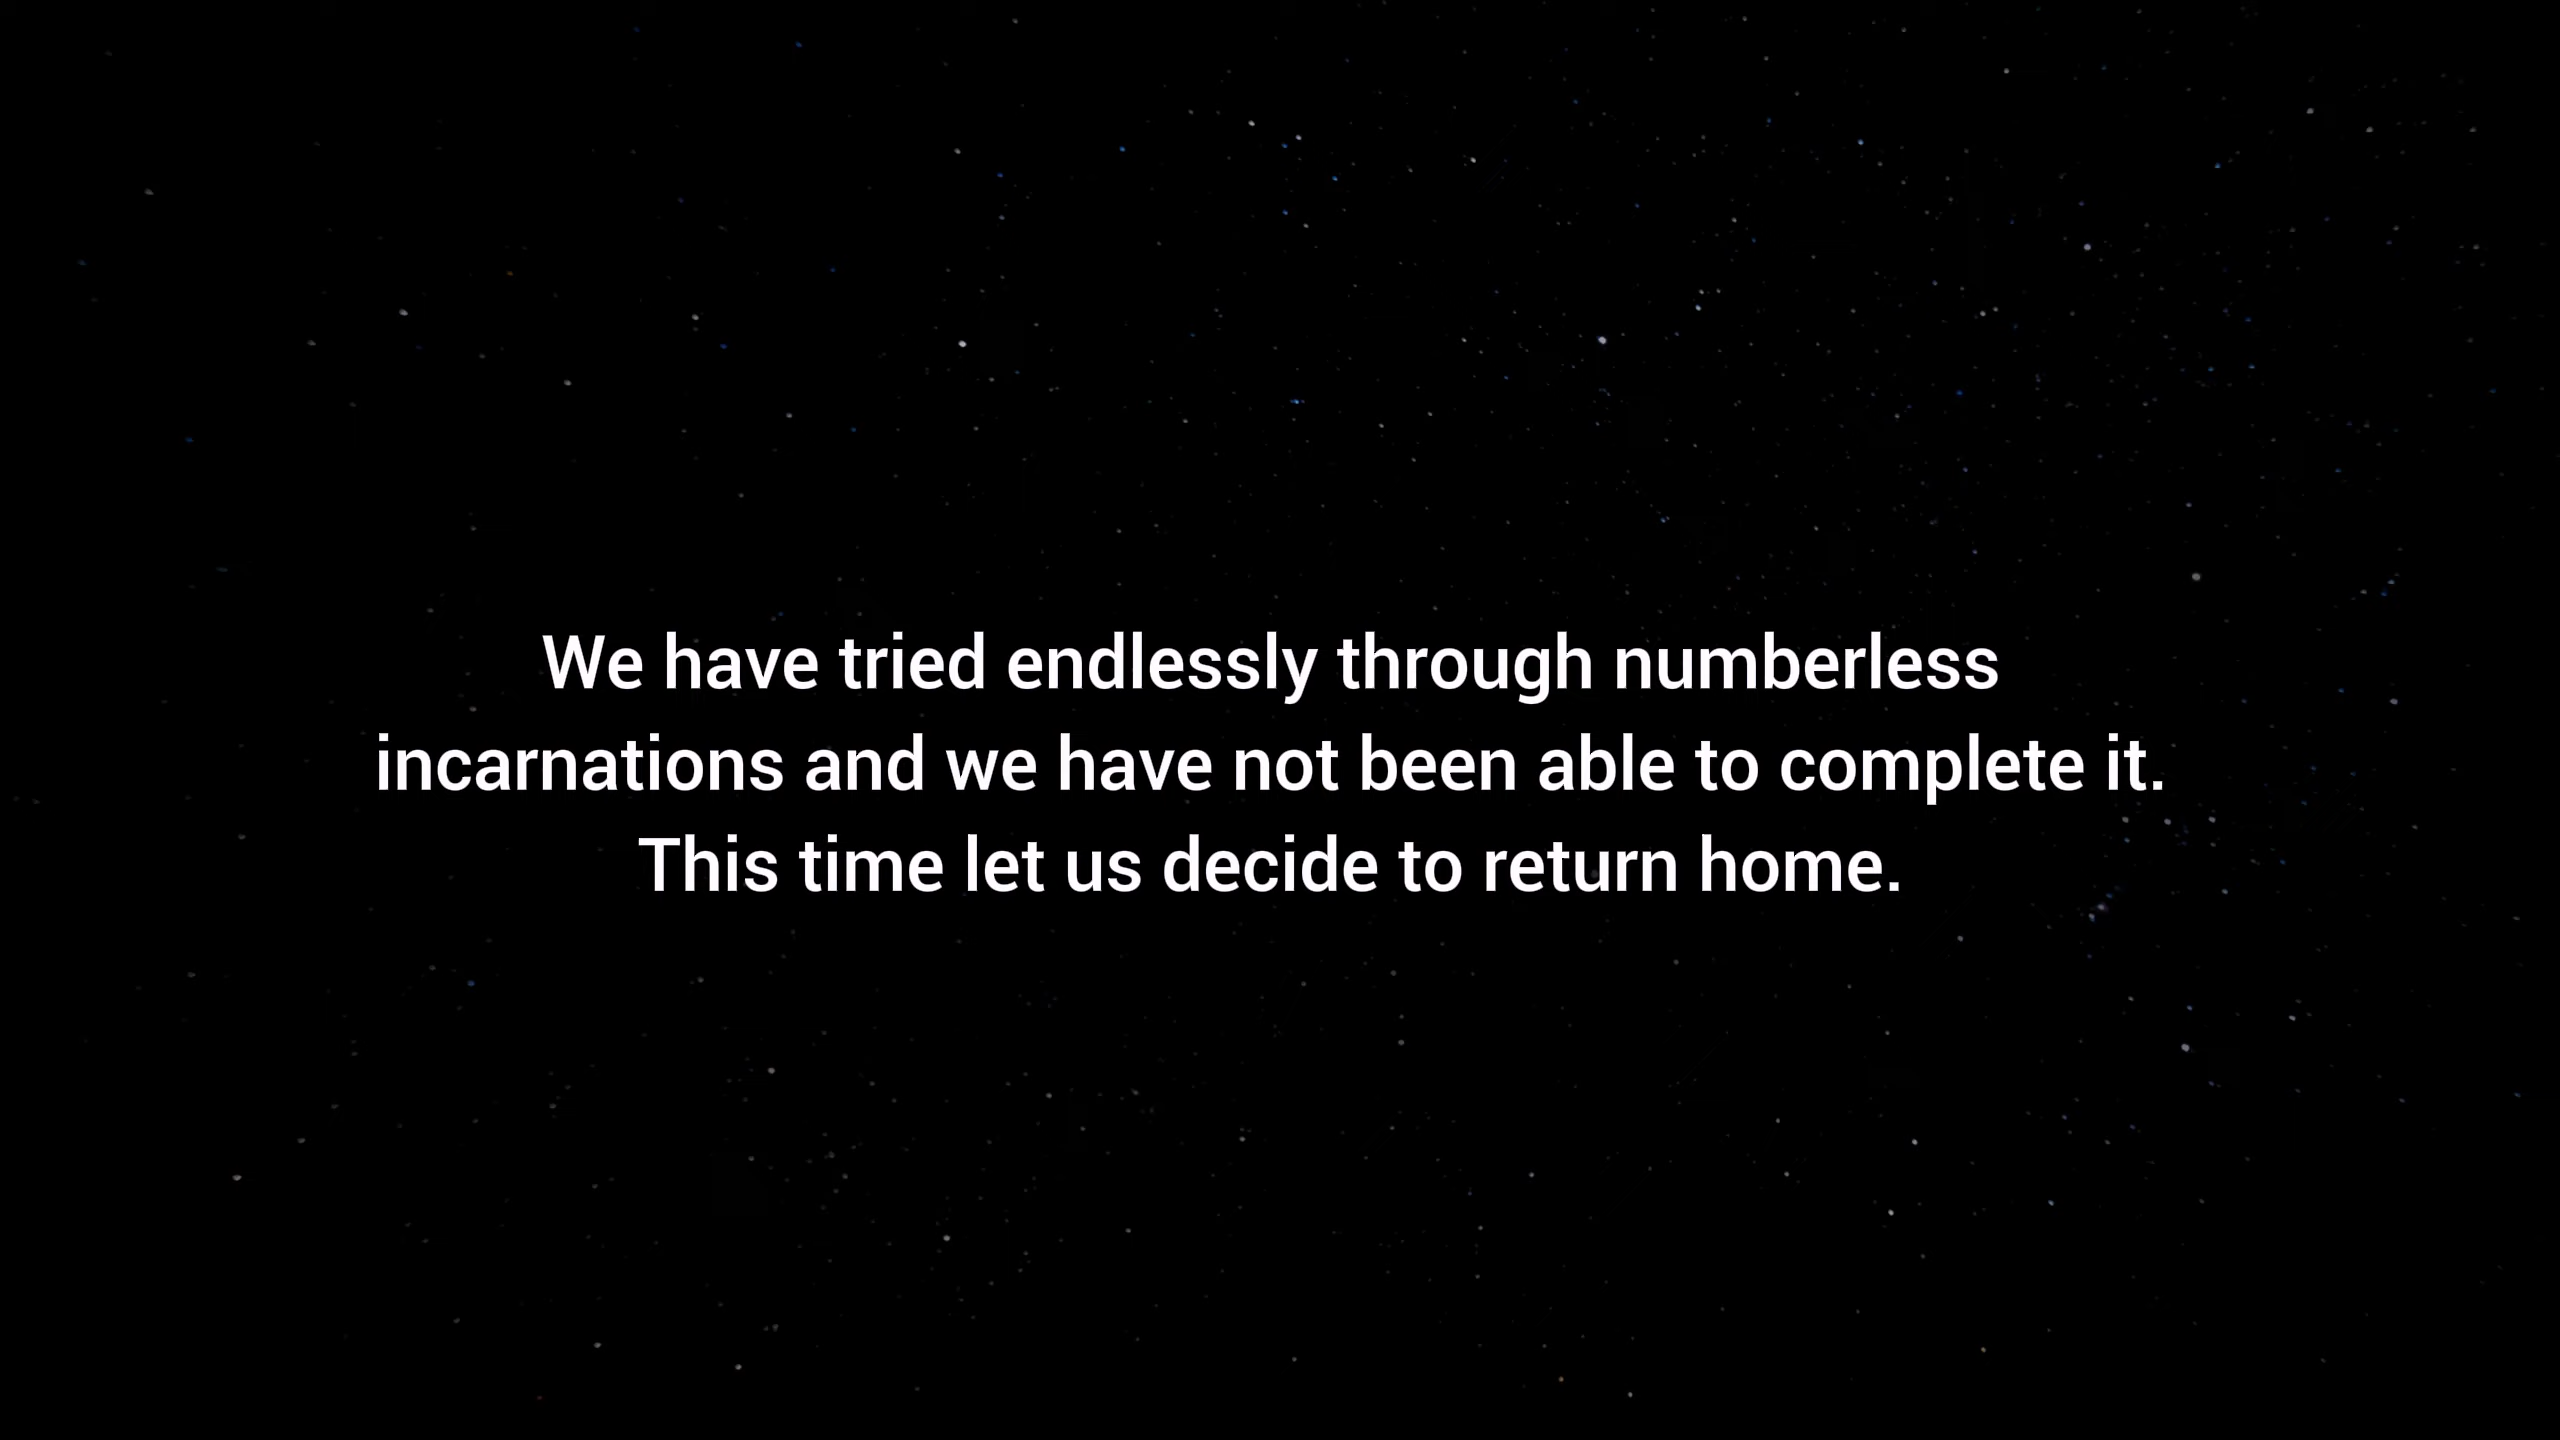 We have tried endlessly through numberless
incarnations and we have not been able to complete it.
This time let us decide to return home.